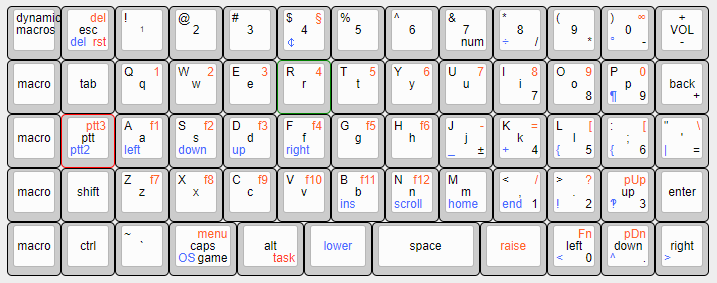 dynamic del ! @ # $ § % ^ & * ( ) ∞ +
macros esc ¹ 2 3 4 5 6 7 8 9 0 VOL
del rst ¢ num ÷ / * ° - -
Q 1 W 2 E 3 R 4 T 5 Y 6 U 7 I 8 O 9 P 0
macro tab q w e r t y u i o p back
7 8 ¶ 9 +
ptt3 A f1 S f2 D f3 F f4 G f5 H f6 J - K = L [ : [ " \
macro ptt a s d f g h j k l ; '
ptt2 left down up right _ ± + 4 { 5 { 6 | =
Z f7 X f8 C f9 V f10 B f11 N f12 M < / > ? pUp
macro shift z x c v b n m , . up enter
ins scroll home end 1 ! 2 ‽ 3
~ menu Fn pDn
macro ctrl ` caps alt lower space raise left down right
OS game task < 0 ^ . >